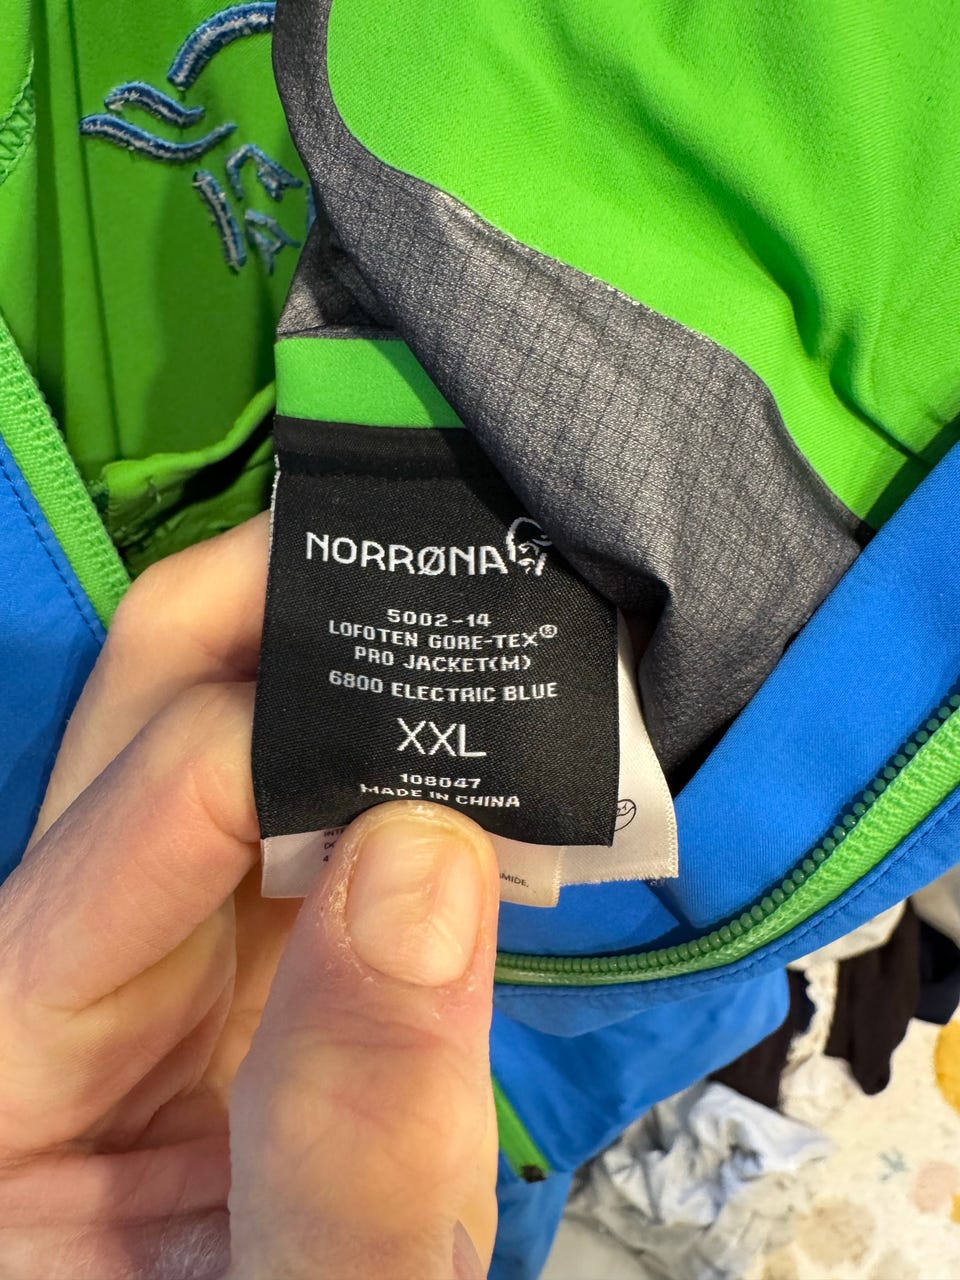 NORRØNA
5002-14
LOFOTEN GORE-TEX®
PRO JACKET(M)
6800 ELECTRIC BLUE
XXL
108047
MADE IN CHINA